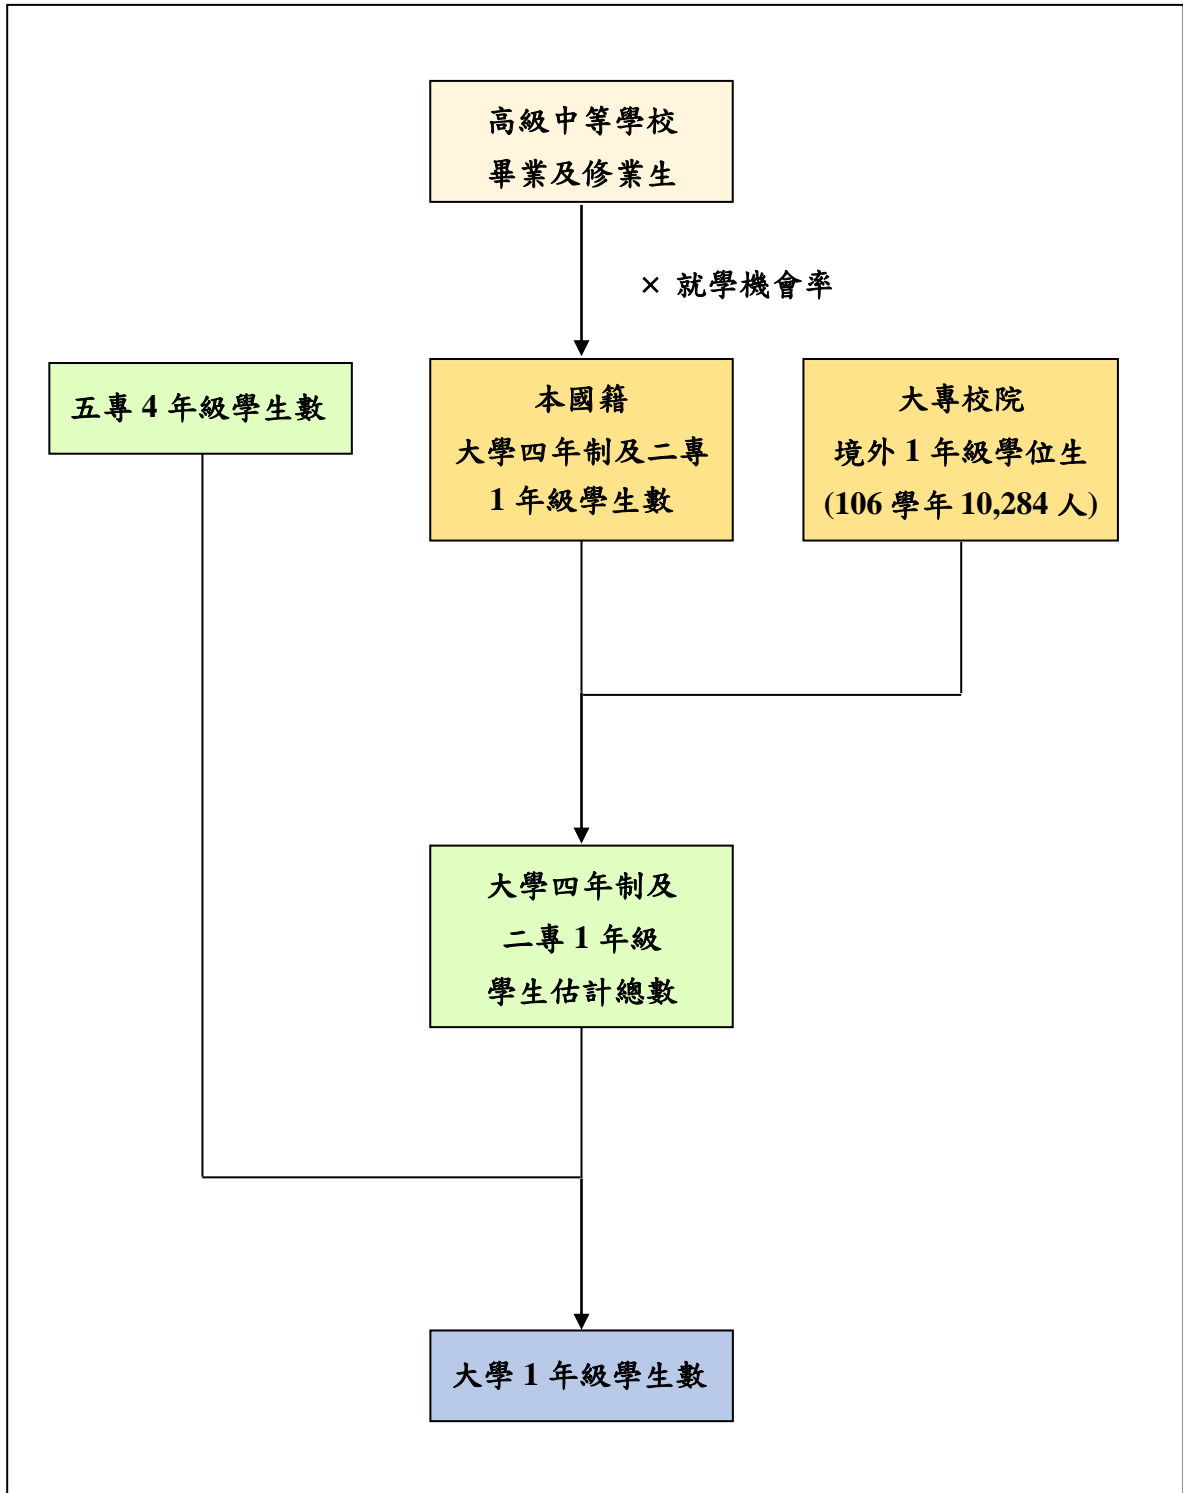 高級中等學校
畢業及修業生
× 就學機會率
五專 4 年級學生數
本國籍
大學四年制及二專
1 年級學生數
大專校院
境外 1 年級學位生
(106 學年 10,284 人)
大學四年制及
二專 1 年級
學生估計總數
大學 1 年級學生數